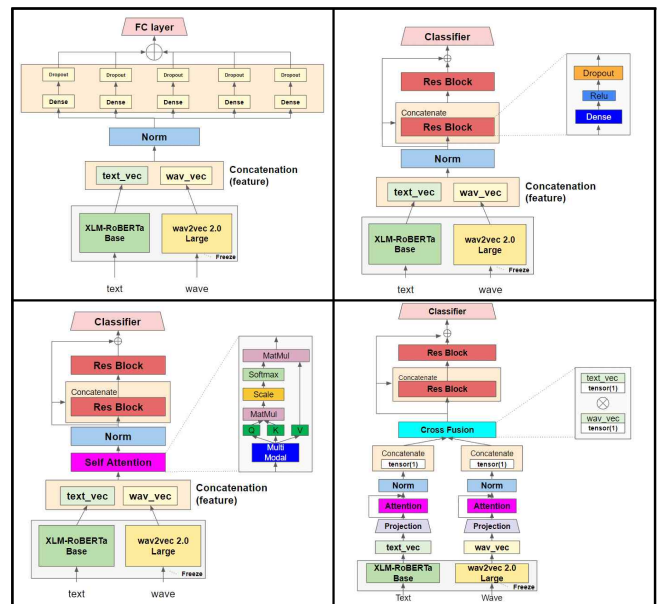 FC layer
Dropout Dropout Dropout Dropout Dropout
Dense Dense Dense Dense Dense
Norm
Concatenation
(feature)
text_vec wav_vec
XLM-RoBERTa
Base
wav2vec 2.0
Large
Freeze
text wave
Classifier
Res Block
Concatenate
Res Block
Norm
Dropout
Relu
Dense
text_vec wav_vec
Concatenation
(feature)
XLM-RoBERTa
Base
wav2vec 2.0
Large
Freeze
text wave
Classifier
Res Block
Concatenate
Res Block
Norm
Self Attention
MatMul
Softmax
Scale
MatMul
Q K V
Multi
Modal
text_vec wav_vec
Concatenation
(feature)
XLM-RoBERTa
Base
wav2vec 2.0
Large
Freeze
text wave
Classifier
Res Block
Concatenate
Res Block
Cross Fusion
text_vec
tensor(1)
wav_vec
tensor(1)
Concatenate Concatenate
tensor(1) tensor(1)
Norm Norm
Attention Attention
Projection Projection
text_vec wav_vec
XLM-RoBERTa
Base
wav2vec 2.0
Large
Freeze
Text Wave